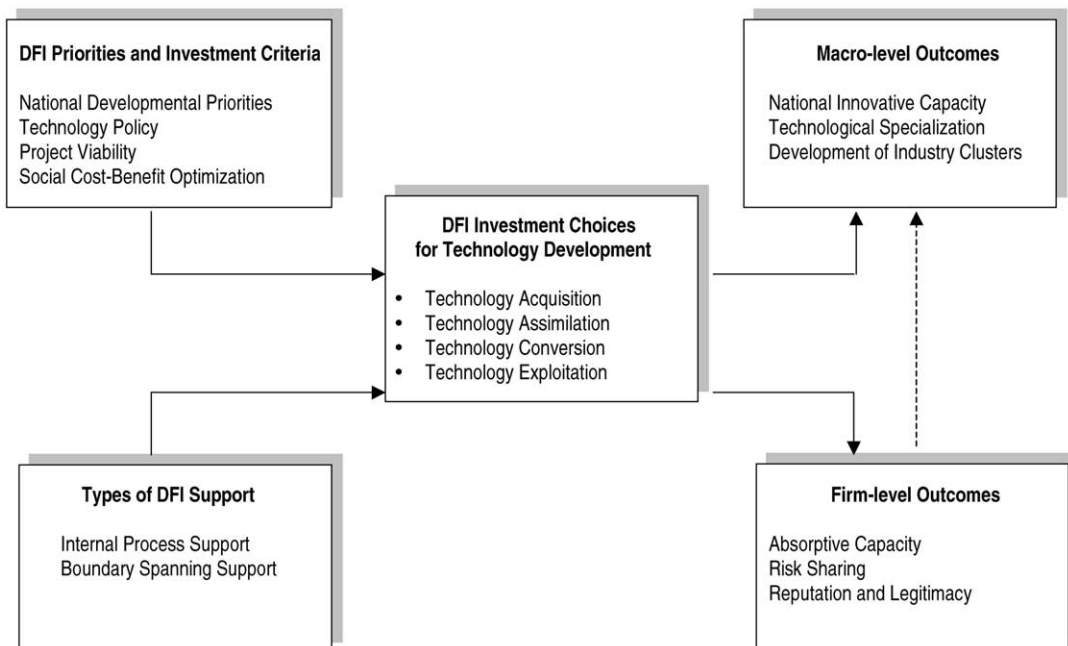 DFI Priorities and Investment Criteria
National Developmental Priorities
Technology Policy
Project Viability
Social Cost-Benefit Optimization
Macro-level Outcomes
National Innovative Capacity
Technological Specialization
Development of Industry Clusters
DFI Investment Choices
for Technology Development
• Technology Acquisition
• Technology Assimilation
• Technology Conversion
• Technology Exploitation
Types of DFI Support
Internal Process Support
Boundary Spanning Support
Firm-level Outcomes
Absorptive Capacity
Risk Sharing
Reputation and Legitimacy